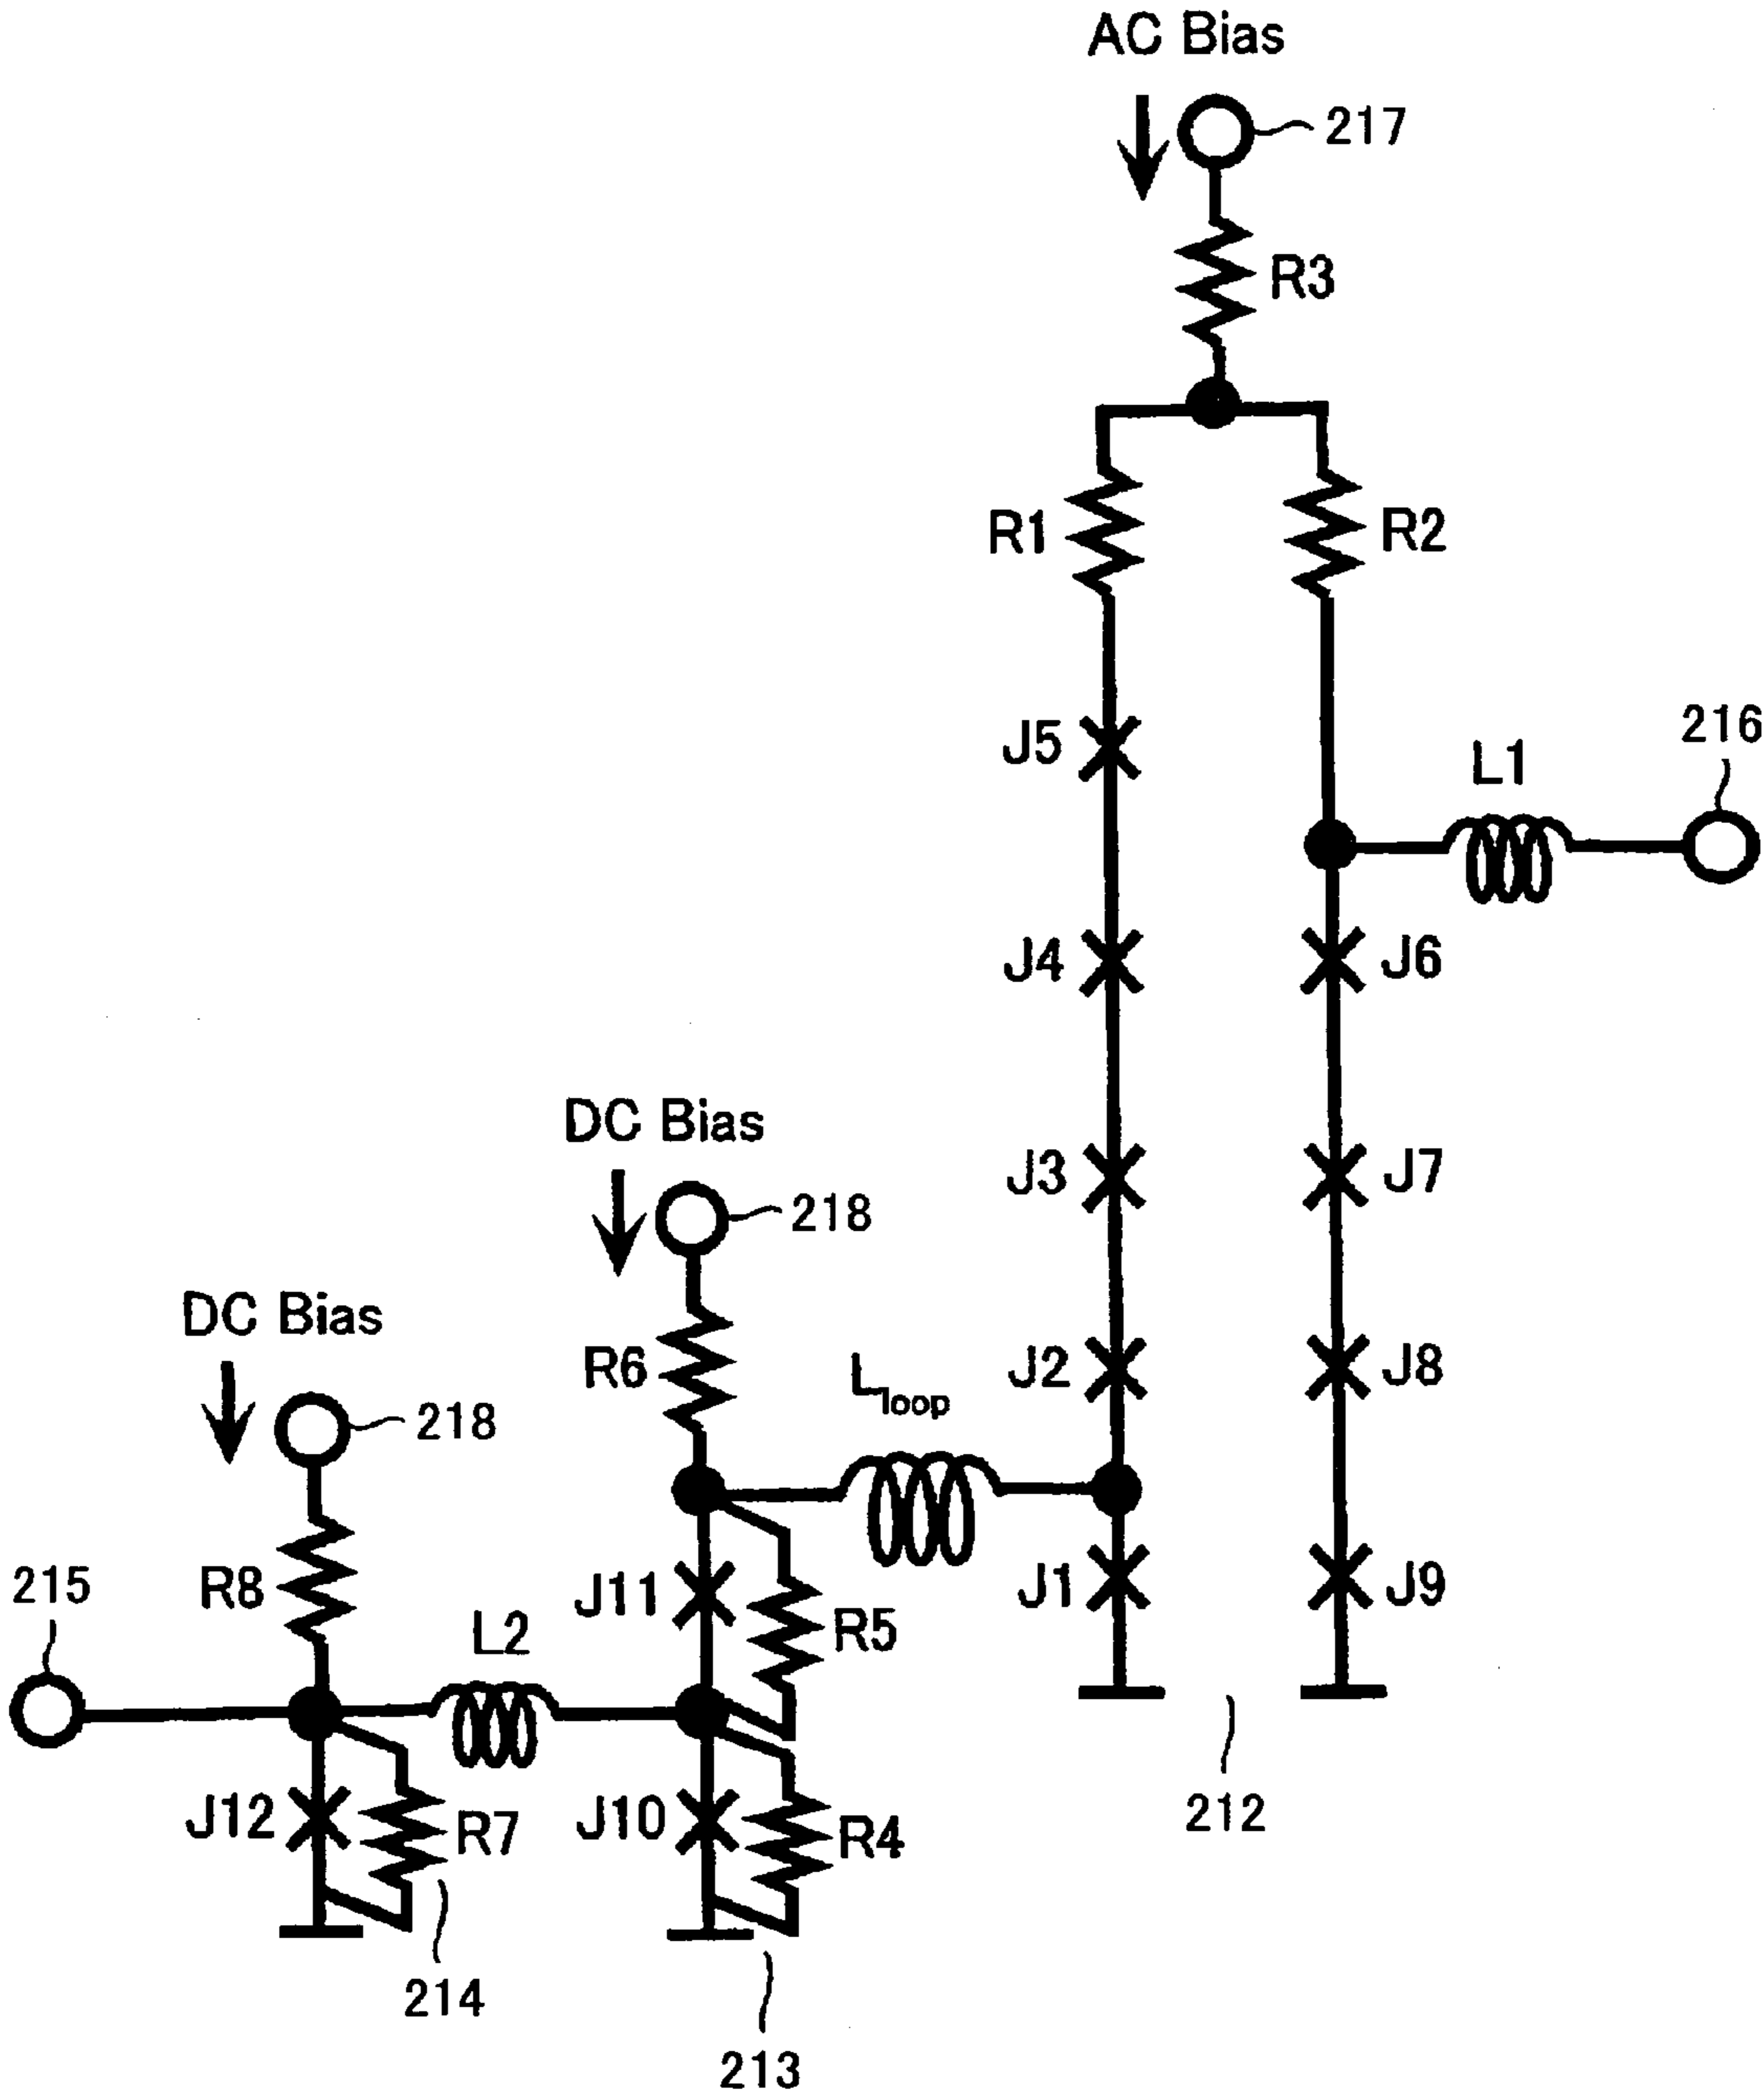 AC Bias
217
R3
R1
R2
J5
216
L1
J4
J6
DC Bias
J3
J7
218
DC Bias
R6
Lloop
J2
J8
218
215
R8
J11
J1
J9
L2
R5
J12
R7
J10
R4
212
214
213